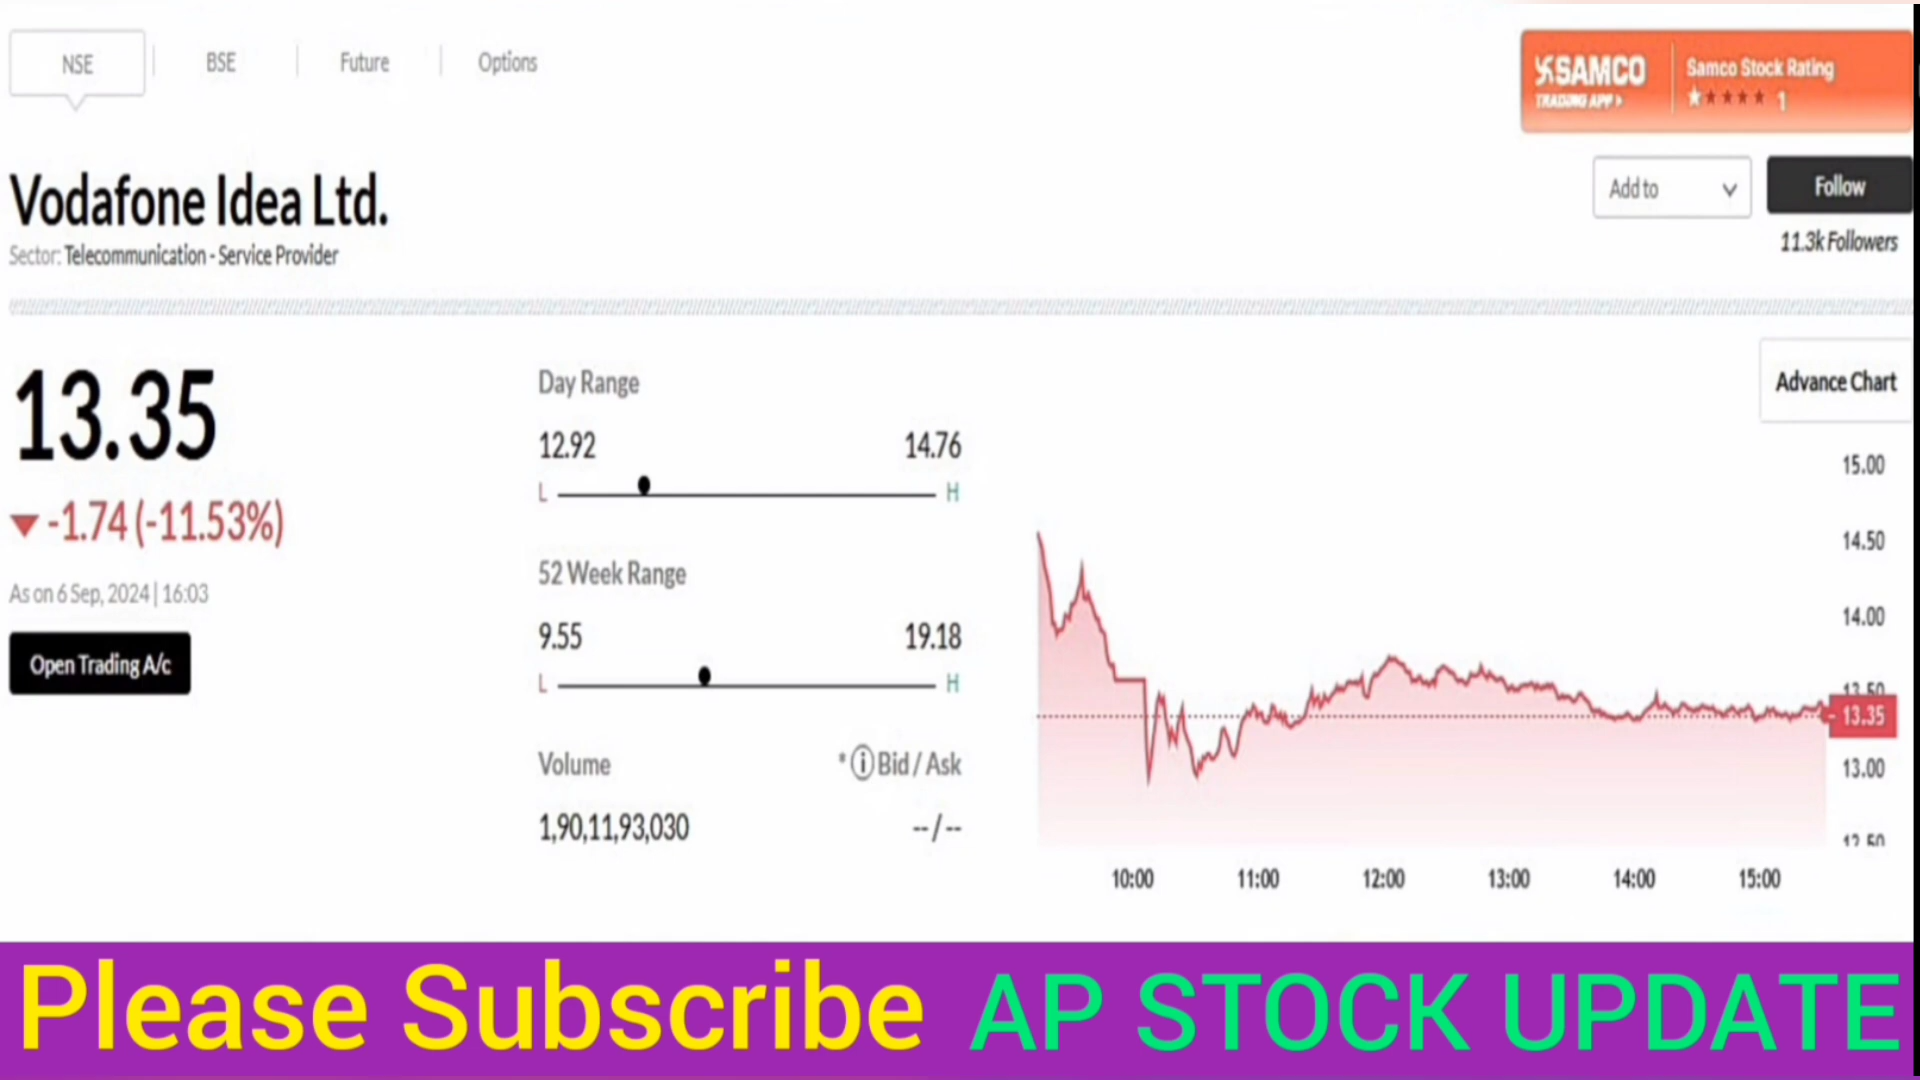 NSE
BSE
Future
Options
SAMCO
TRADING APP
Samco Stock Rating
1
Vodafone Idea Ltd.
Sector: Telecommunication - Service Provider
Add to
Follow
11.3k Followers
13.35
-1.74 (-11.53%)
As on 6 Sep, 2024 | 16:03
Open Trading A/c
Day Range
12.92 14.76
L H
52 Week Range
9.55 19.18
L H
Volume * i Bid / Ask
1,90,11,93,030 -- / --
Advance Chart
15.00
14.50
14.00
13.50
13.35
13.00
12.50
10:00 11:00 12:00 13:00 14:00 15:00
Please Subscribe AP STOCK UPDATE